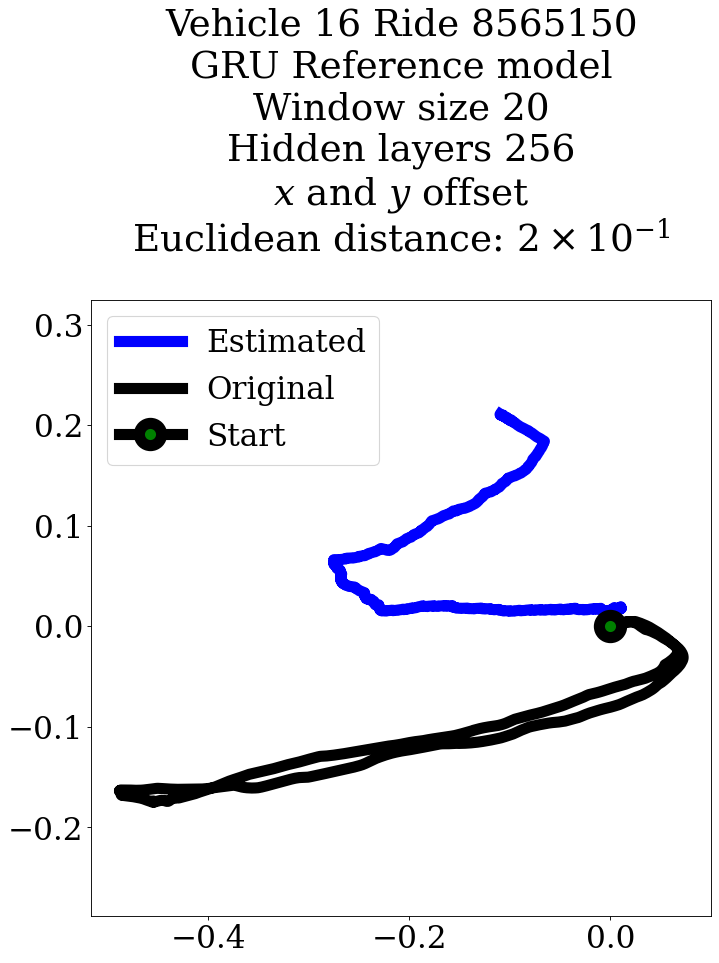 Vehicle 16 Ride 8565150
GRU Reference model
Window size 20
Hidden layers 256
x and y offset
Euclidean distance: 2 × 10⁻¹
Estimated
Original
Start
0.3
0.2
0.1
0.0
−0.1
−0.2
−0.4
−0.2
0.0